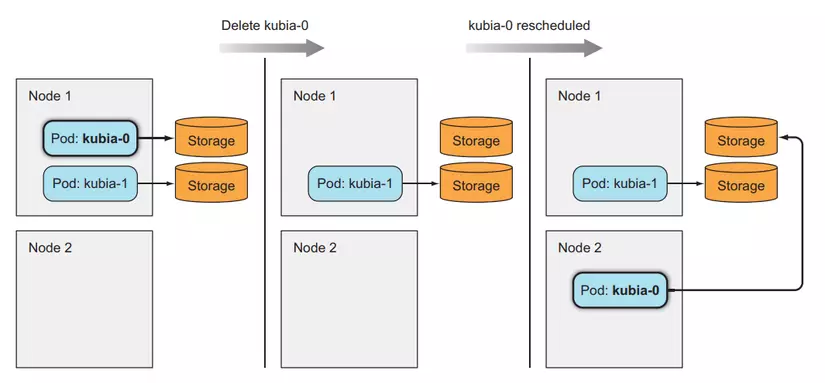 Delete kubia-0
kubia-0 rescheduled
Node 1
Pod: kubia-0
Storage
Pod: kubia-1
Storage
Node 2
Node 1
Storage
Pod: kubia-1
Storage
Node 2
Node 1
Storage
Pod: kubia-1
Storage
Node 2
Pod: kubia-0